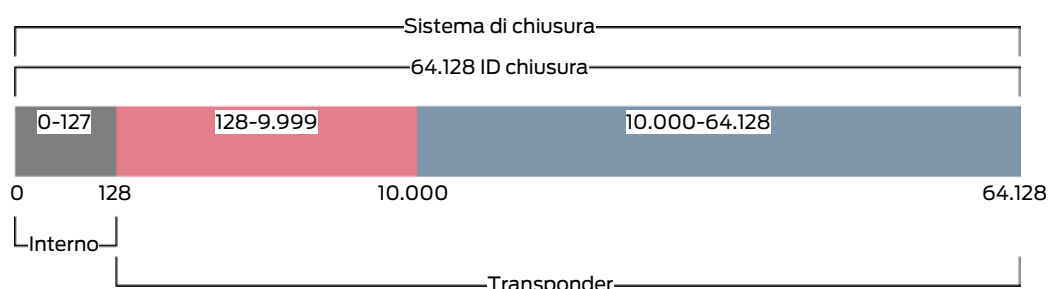 Sistema di chiusura
64.128 ID chiusura
0-127 128-9.999 10.000-64.128
0 128 10.000 64.128
Interno
Transponder